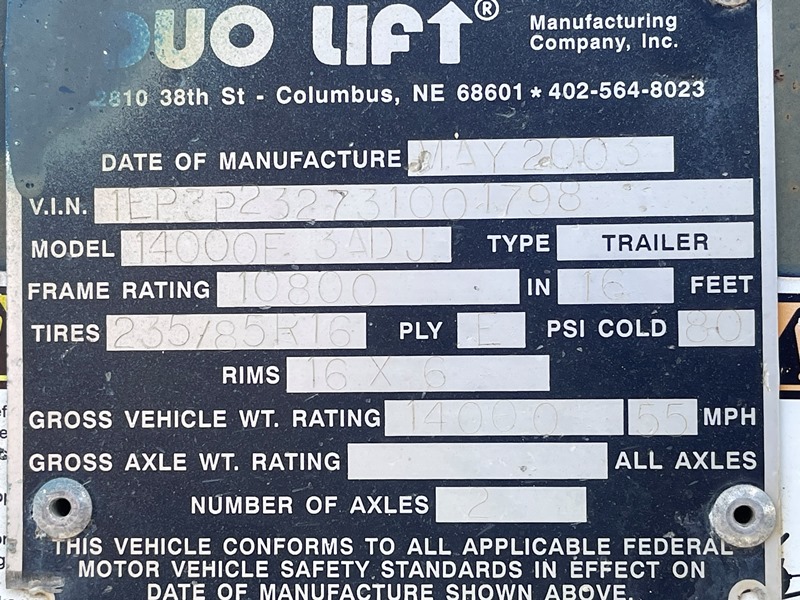 DUO LIFT®
Manufacturing
Company, Inc.
2810 38th St - Columbus, NE 68601 * 402-564-8023
DATE OF MANUFACTURE MAY 2003
V.I.N. 1EP3P232731001798
MODEL 14000F 3ADJ TYPE TRAILER
FRAME RATING 10800 IN 16 FEET
TIRES 235/85R16 PLY E PSI COLD 80
RIMS 16 X 6
GROSS VEHICLE WT. RATING 14000 55 MPH
GROSS AXLE WT. RATING ALL AXLES
NUMBER OF AXLES 2
THIS VEHICLE CONFORMS TO ALL APPLICABLE FEDERAL
MOTOR VEHICLE SAFETY STANDARDS IN EFFECT ON
DATE OF MANUFACTURE SHOWN ABOVE.